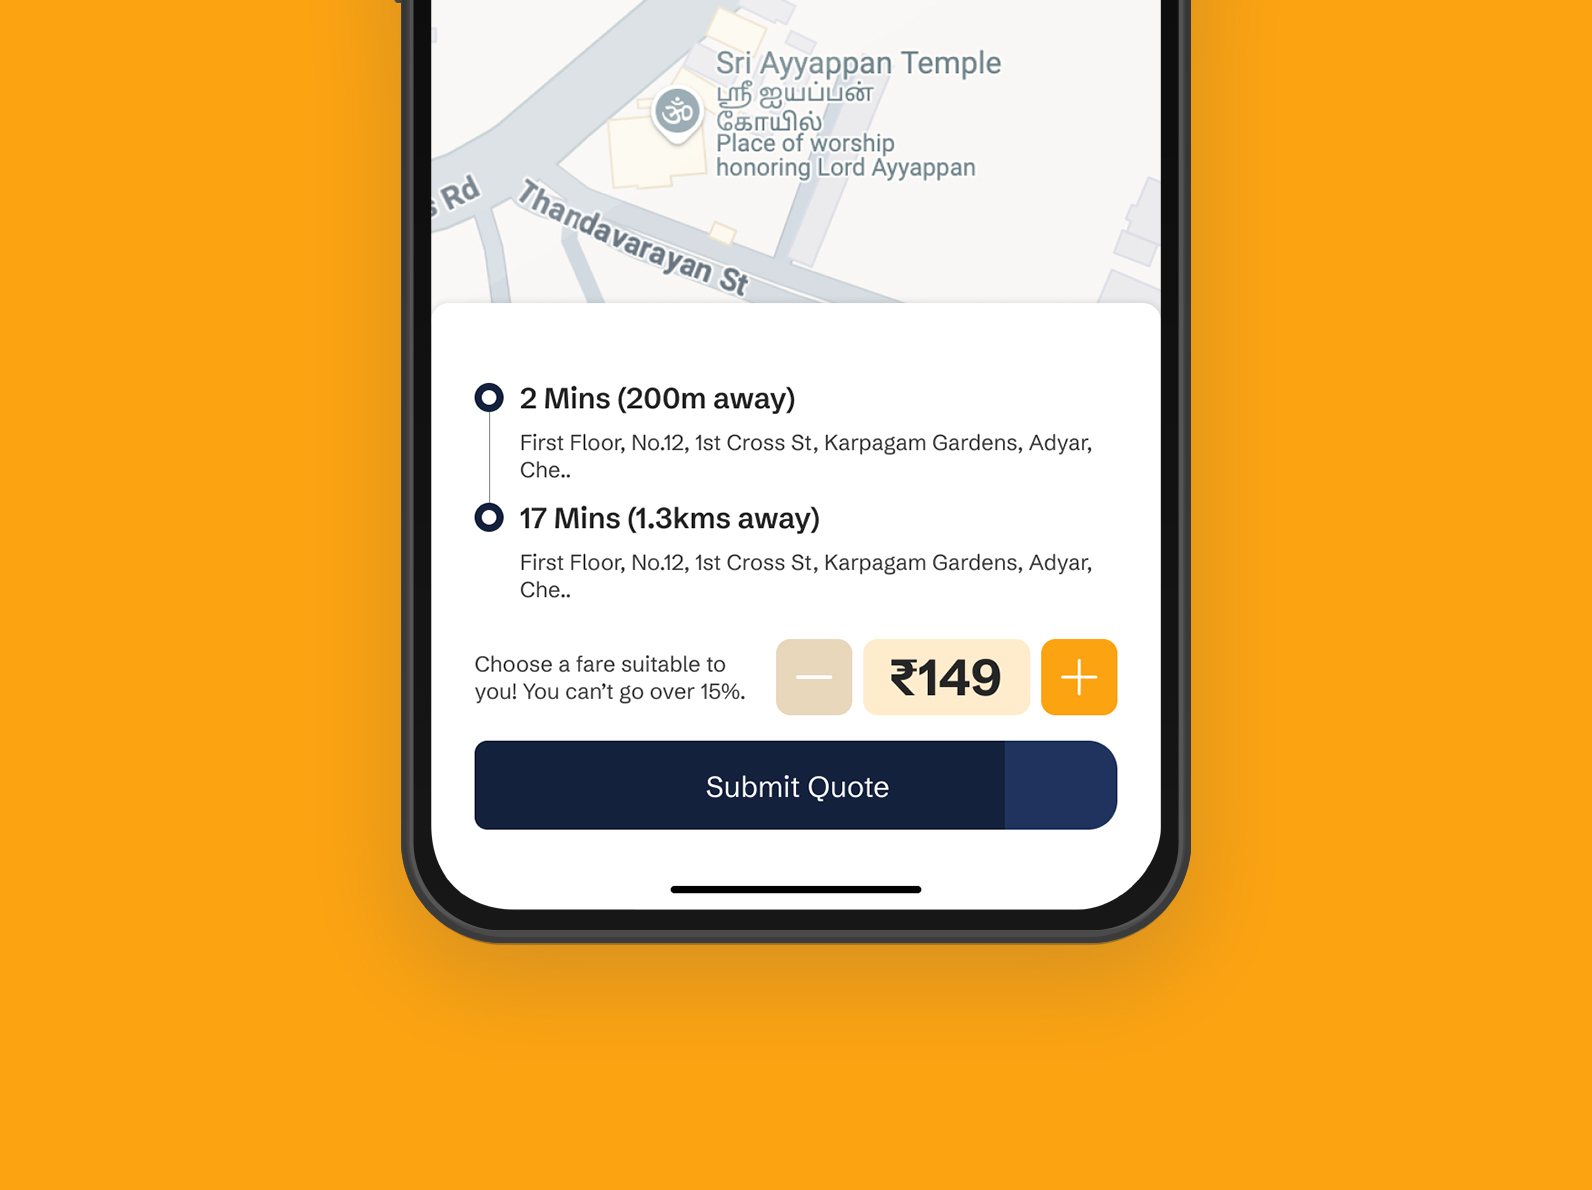 Sri Ayyappan Temple
ஸ்ரீ ஐயப்பன்
கோயில்
Place of worship
honoring Lord Ayyappan
s Rd
Thandavarayan St
2 Mins (200m away)
First Floor, No.12, 1st Cross St, Karpagam Gardens, Adyar,
Che..
17 Mins (1.3kms away)
First Floor, No.12, 1st Cross St, Karpagam Gardens, Adyar,
Che..
Choose a fare suitable to
you! You can’t go over 15%.
₹149
Submit Quote